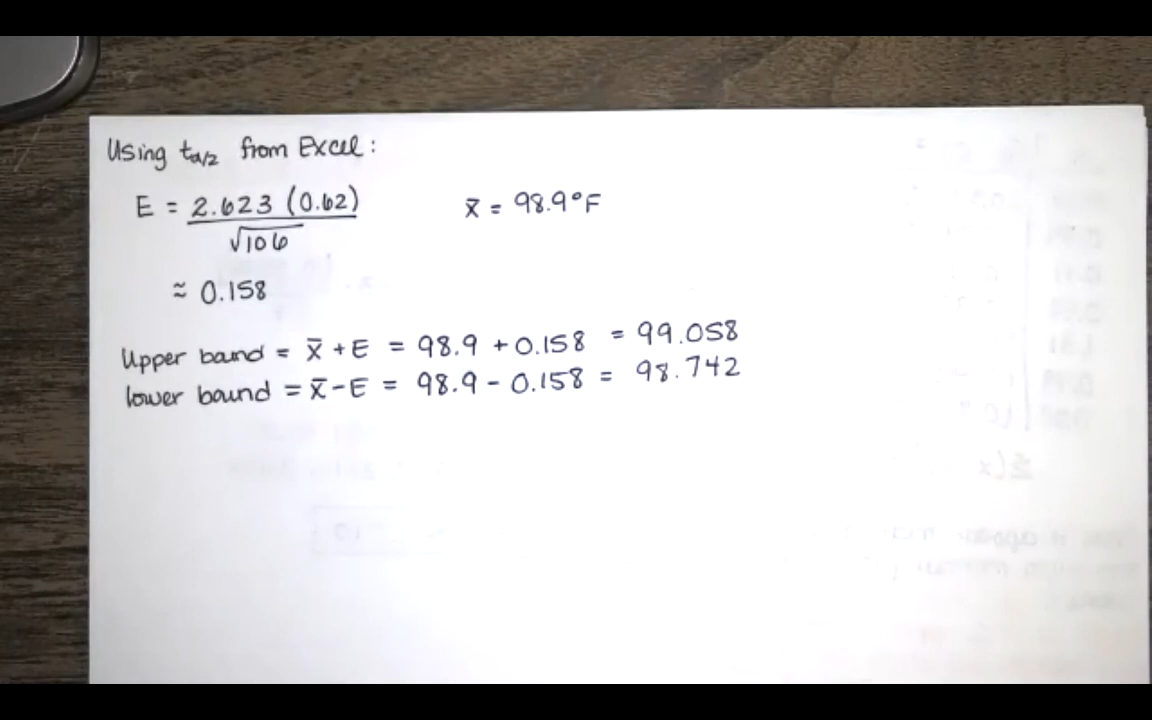 Using tα/2 from Excel:
E = 2.623 (0.62) / √106
x̄ = 98.9°F
≈ 0.158
Upper band = x̄ + E = 98.9 + 0.158 = 99.058
lower bound = x̄ - E = 98.9 - 0.158 = 98.742